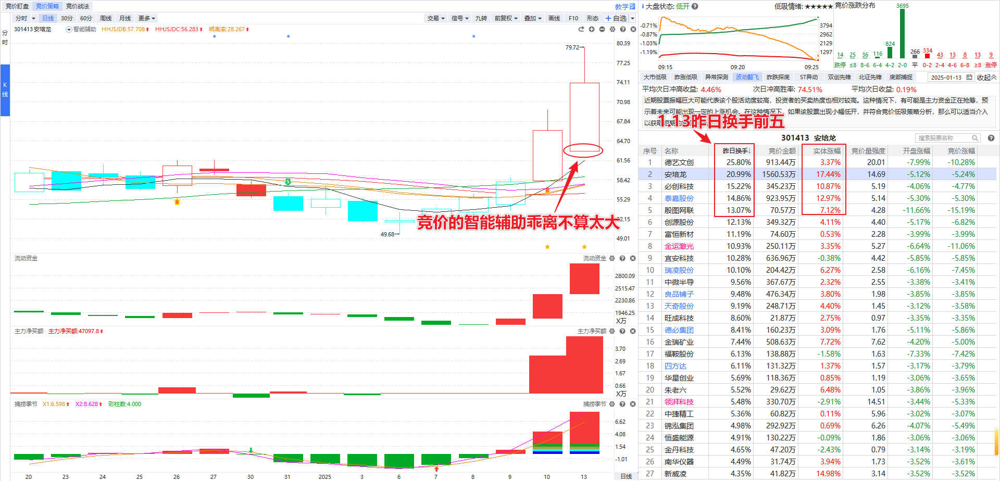 竞价盯盘 竞价策略 竞价战法
教学
分时 日线 30分 60分 周线 月线 更多 交易 信号 九转 前复权 叠加 画线 F10 形态 自选
301413 安培龙 智能辅助 HHJSJDB:57.708 HHJSJDC:56.283 乖离率:28.267
分时
K线
80.39
77.25
74.11
70.98
67.84
64.70
61.56
58.42
55.29
52.15
49.01
79.72
49.68
B
S
B
竞价的智能辅助乖离不算太大
流动资金 流动资金
2800.09
2515.47
2230.86
1946.25
X万
主力净买额 主力净买额:47097.8 主力净买额
3.70
2.69
1.67
0.66
X万
捕捞季节 X1:6.598 X2:8.628 彩柱数:4.000 捕捞季节
6.62
4.08
1.54
-1.01
20 23 24 25 26 27 30 31 2025 3 6 7 8 9 10 13 日线
大盘状态: 低开 低吸情绪: ★★★★★
-0.71% 3794
-0.87% 2962
-1.03% 2129
-1.19% 1297
09:15 09:20 09:25
竞价涨跌分布
14 25 36 116 824 3695 266 334 43 13 8 13 9
跌停 ≤8 8-6 6-4 4-2 2-0 平 0-2 2-4 4-6 6-8 ≥8 涨停
大市低吸 昨涨低吸 异常探测 波动翻飞 昨跌探底 ST异动 双创先锋 北证先锋 底部捕捉 2025-01-13 收起
平均次日冲高收益: 4.46% 次日冲高胜率: 74.51% 平均次日收益: 0.19%
近期股票振幅巨大可能代表该个股活动度较高，投资者的买卖热度也相对较高。这种情况下，有可能是主力资金正在抢筹，预
示着未来可能出现一定的上涨机会。在这种情况下，如果该股票出现小幅低开，并符合竞价低吸策略分析，那么可以适当介入
以获取短期的
1.13昨日换手前五
301413 安培龙 搜索股票名称
序号 名称 昨日换手↓ 竞价金额 实体涨幅 竞价量强度 开盘涨幅 竞价涨幅
1 德艺文创 25.80% 913.44万 3.37% 20.01 -7.99% -10.28%
2 安培龙 20.99% 1560.53万 17.44% 14.69 -5.12% -5.24%
3 必创科技 15.22% 345.23万 10.87% 5.19 -4.06% -4.77%
4 泰嘉股份 14.86% 923.95万 12.97% 5.14 -5.30% -5.30%
5 殷图网联 13.07% 70.57万 7.12% 4.28 -11.66% -15.19%
6 创源股份 12.13% 349.32万 4.11% 4.40 -5.17% -6.82%
7 富恒新材 11.19% 74.60万 0.53% 2.28 -3.99% -3.99%
8 金运激光 10.93% 250.11万 3.35% 5.27 -6.64% -11.06%
9 宜安科技 10.28% 636.96万 -0.38% 4.42 -5.85% -5.85%
10 瑞凌股份 10.10% 204.42万 6.27% 2.58 -6.16% -7.45%
11 中微半导 9.56% 367.67万 2.32% 2.55 -3.38% -3.41%
12 良品铺子 9.48% 476.34万 3.80% 1.98 -3.85% -3.85%
13 天奇股份 9.19% 248.71万 4.40% 1.45 -3.12% -3.58%
14 旺成科技 8.60% 21.87万 2.75% 0.97 -3.35% -3.35%
15 德必集团 8.41% 160.23万 3.09% 1.76 -5.11% -5.86%
16 金瑞矿业 7.44% 508.63万 7.72% 7.62 -4.20% -5.00%
17 福鞍股份 6.13% 138.88万 -1.58% 1.63 -7.33% -7.42%
18 四方达 6.11% 131.32万 1.37% 1.57 -3.17% -3.79%
19 华星创业 5.69% 118.36万 0.85% 1.19 -3.06% -3.65%
20 朱老六 5.52% 29.62万 6.48% 1.05 -3.86% -3.96%
21 领湃科技 5.48% 330.70万 -2.91% 14.51 -3.44% -5.33%
22 中捷精工 5.36% 60.82万 0.11% 5.96 -3.02% -3.07%
23 锦泓集团 4.98% 292.92万 0.69% 6.26 -4.07% -5.49%
24 恒盛能源 4.91% 130.22万 -0.09% 1.86 -3.06% -3.06%
25 金丹科技 4.65% 47.20万 -2.43% 0.79 -3.14% -3.19%
26 南华仪器 4.49% 31.74万 3.94% 1.73 -3.52% -3.61%
27 新威凌 4.35% 41.82万 14.98% 3.14 -3.52% -3.52%